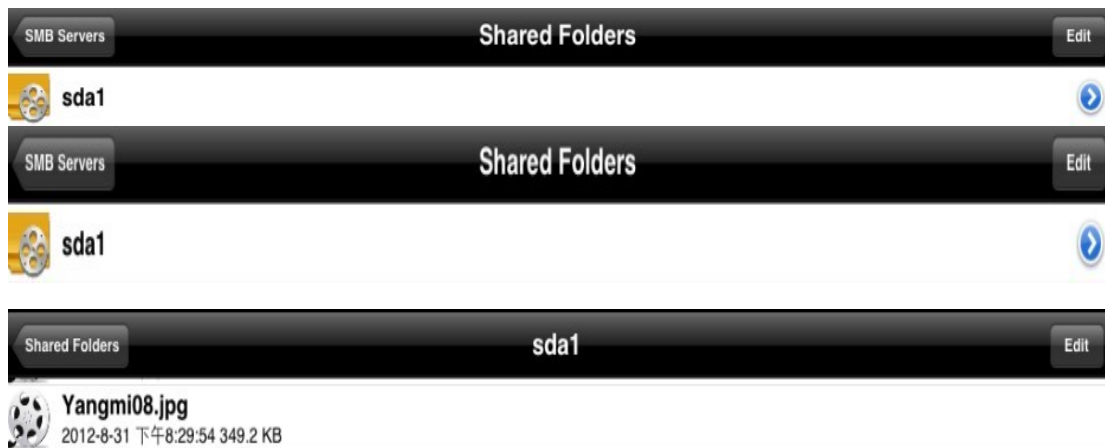 SMB Servers Shared Folders Edit
sda1
SMB Servers Shared Folders Edit
sda1
Shared Folders sda1 Edit
Yangmi08.jpg
2012-8-31 下午8:29:54 349.2 KB